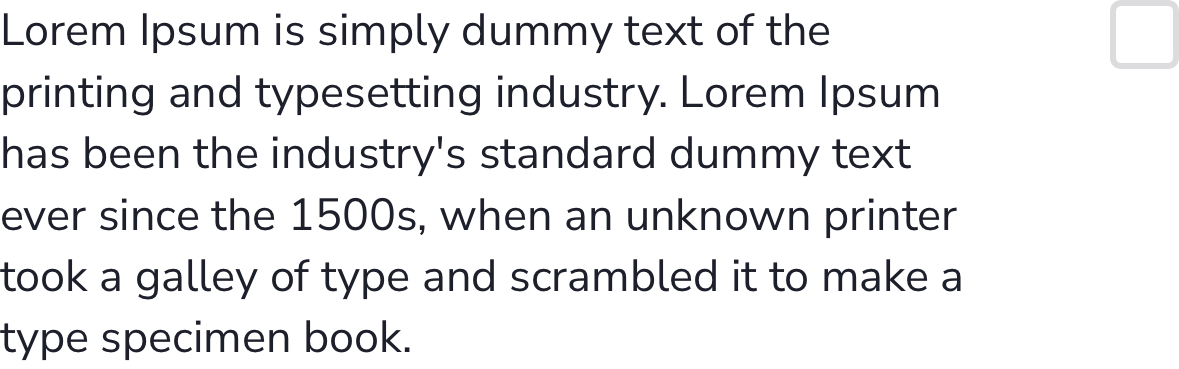 Lorem Ipsum is simply dummy text of the
printing and typesetting industry. Lorem Ipsum
has been the industry's standard dummy text
ever since the 1500s, when an unknown printer
took a galley of type and scrambled it to make a
type specimen book.